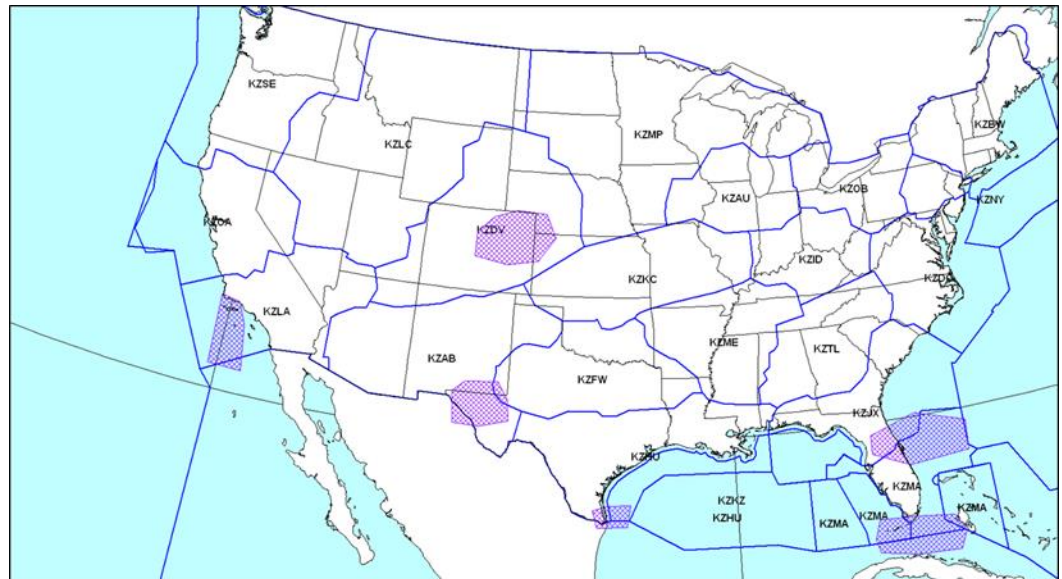 KZSE
KZMP
KZBW
KZLC
KZAU
KZOB
KZNY
KZOA
KZDV
KZID
KZKC
KZDC
KZLA
KZME
KZTL
KZAB
KZFW
KZJX
KZHU
KZMA
KZKZ
KZHU
KZMA
KZMA
KZMA